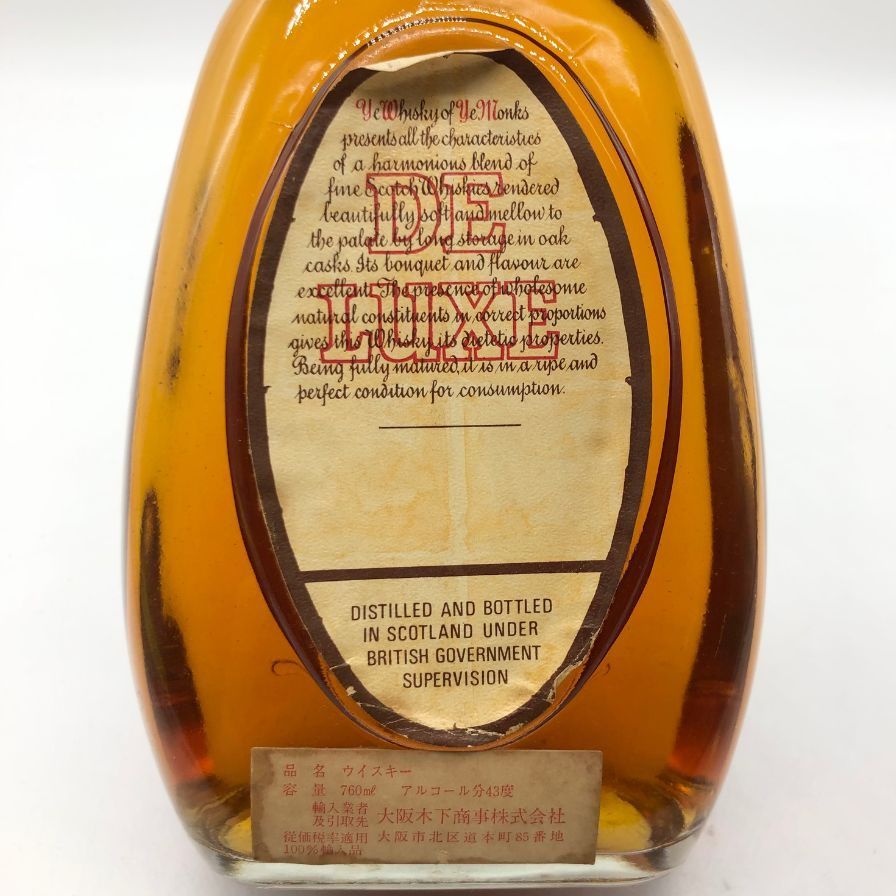 Ye Whisky of Ye Monks
presents all the characteristics
of a harmonious blend of
fine Scotch Whiskies rendered
beautifully soft and mellow to
the palate by long storage in oak
casks. Its bouquet and flavour are
excellent. The presence of wholesome
natural constituents in correct proportions
gives this Whisky its dietetic properties.
Being fully matured, it is in a ripe and
perfect condition for consumption.
DE
LUXE
DISTILLED AND BOTTLED
IN SCOTLAND UNDER
BRITISH GOVERNMENT
SUPERVISION
品名 ウイスキー
容量 760㎖ アルコール分43度
輸入業者
及引取先 大阪木下商事株式会社
従価税率適用 大阪市北区道本町85番地
100%輸入品